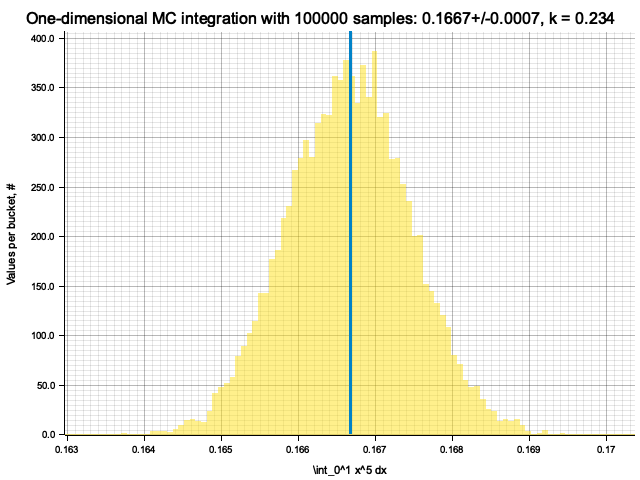 One-dimensional MC integration with 100000 samples: 0.1667+/-0.0007, k = 0.234
400.0
350.0
300.0
250.0
200.0
150.0
100.0
50.0
0.0
Values per bucket, #
0.163 0.164 0.165 0.166 0.167 0.168 0.169 0.17
\int_0^1 x^5 dx